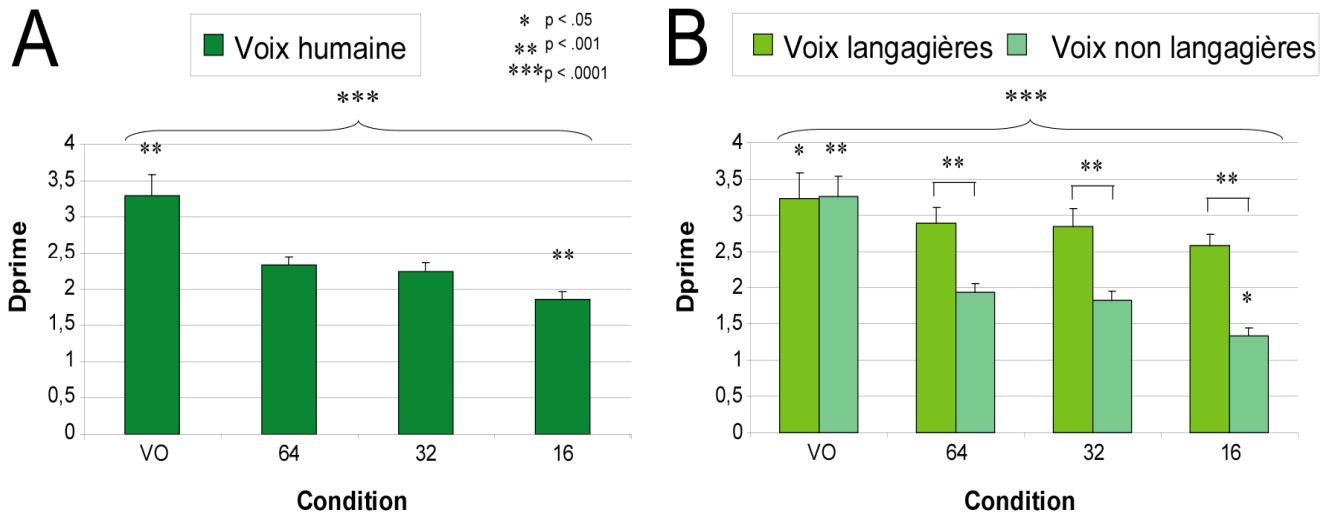 A
Voix humaine
* p < .05
** p < .001
*** p < .0001
***
4
3,5
3
2,5
2
1,5
1
0,5
0
Dprime
**
**
VO 64 32 16
Condition
B
Voix langagières Voix non langagières
***
4
3,5
3
2,5
2
1,5
1
0,5
0
Dprime
* **
**
**
**
*
VO 64 32 16
Condition